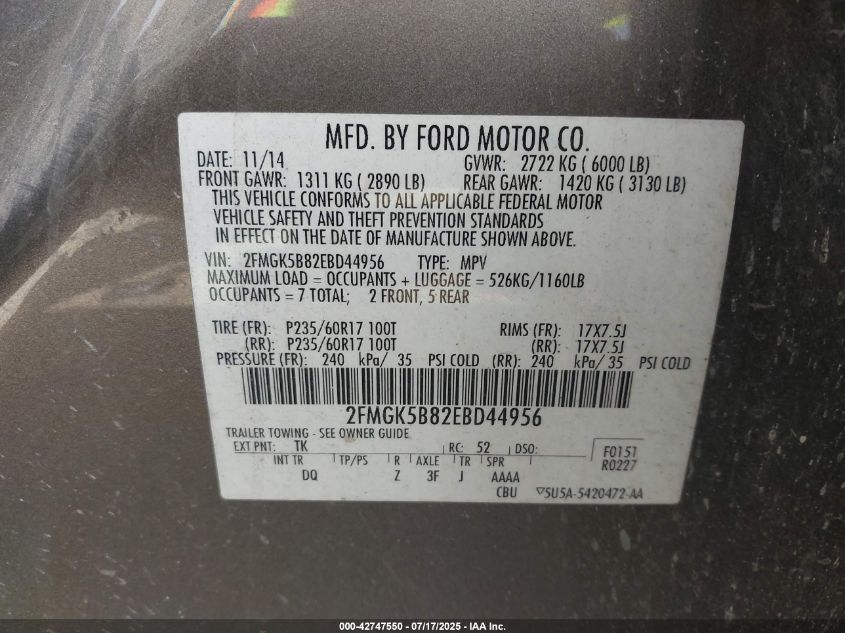 MFD. BY FORD MOTOR CO.
DATE: 11/14 GVWR: 2722 KG ( 6000 LB)
FRONT GAWR: 1311 KG ( 2890 LB) REAR GAWR: 1420 KG ( 3130 LB)
THIS VEHICLE CONFORMS TO ALL APPLICABLE FEDERAL MOTOR
VEHICLE SAFETY AND THEFT PREVENTION STANDARDS
IN EFFECT ON THE DATE OF MANUFACTURE SHOWN ABOVE.
VIN: 2FMGK5B82EBD44956 TYPE: MPV
MAXIMUM LOAD = OCCUPANTS + LUGGAGE = 526KG/1160LB
OCCUPANTS = 7 TOTAL; 2 FRONT, 5 REAR
TIRE (FR): P235/60R17 100T RIMS (FR): 17X7.5J
(RR): P235/60R17 100T (RR): 17X7.5J
PRESSURE (FR): 240 kPa/ 35 PSI COLD (RR): 240 kPa/ 35 PSI COLD
2FMGK5B82EBD44956
TRAILER TOWING - SEE OWNER GUIDE
EXT PNT: TK RC: 52 DSO: F0151
INT TR TP/PS R AXLE TR SPR R0227
DQ Z 3F J AAAA
CBU 5U5A-5420472-AA
000-42747550 - 07/17/2025 - IAA Inc.